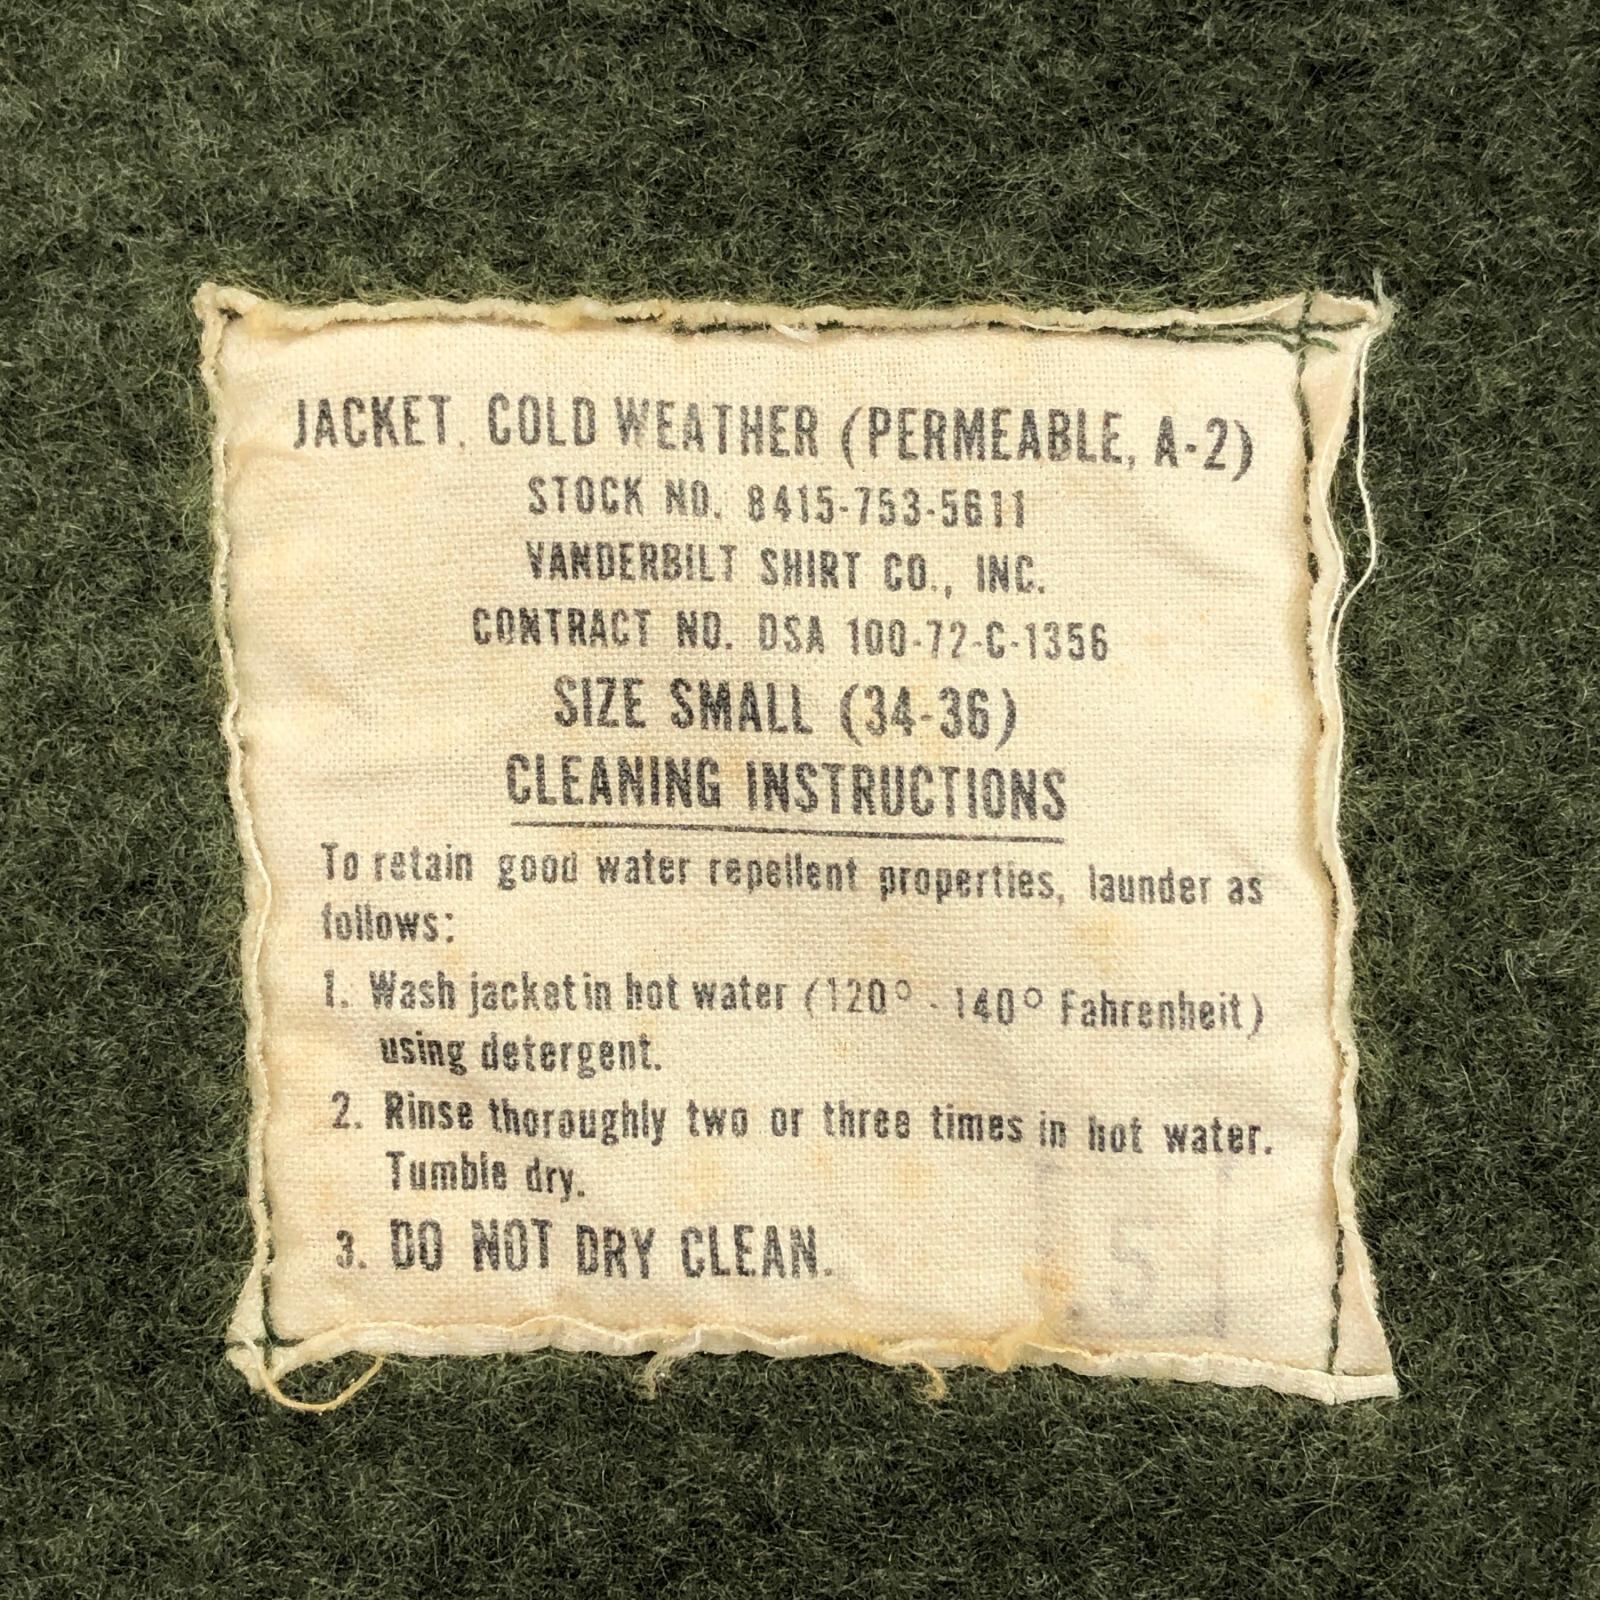 JACKET, COLD WEATHER (PERMEABLE, A-2)
STOCK NO. 8415-753-5611
VANDERBILT SHIRT CO., INC.
CONTRACT NO. DSA 100-72-C-1356
SIZE SMALL (34-36)
CLEANING INSTRUCTIONS
To retain good water repellent properties, launder as
follows:
1. Wash jacket in hot water (120° - 140° Fahrenheit)
using detergent.
2. Rinse thoroughly two or three times in hot water.
Tumble dry.
3. DO NOT DRY CLEAN.